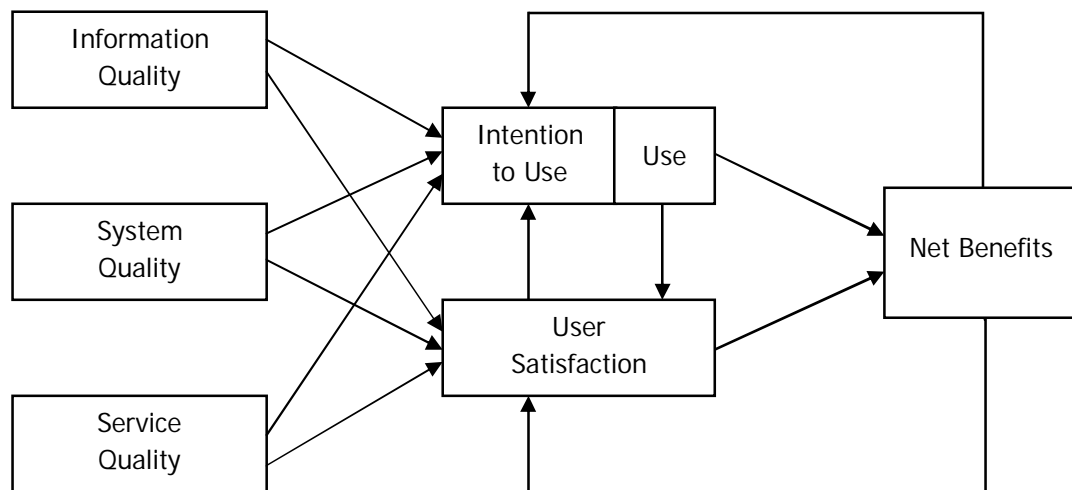 Information
Quality
Intention
to Use
Use
System
Quality
Net Benefits
User
Satisfaction
Service
Quality